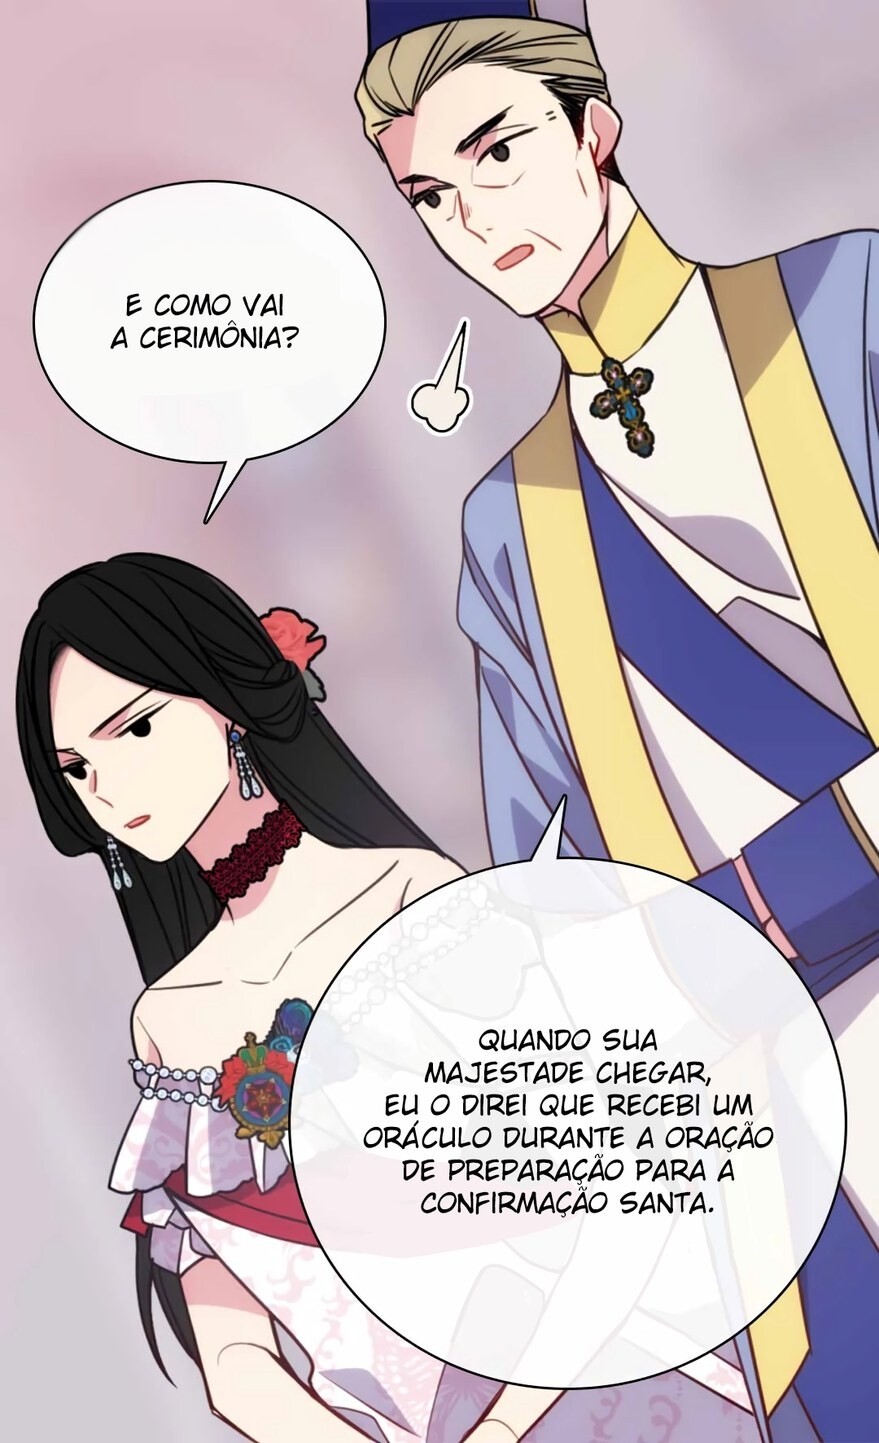 E COMO VAI
A CERIMÔNIA?
QUANDO SUA
MAJESTADE CHEGAR,
EU O DIREI QUE RECEBI UM
ORÁCULO DURANTE A ORAÇÃO
DE PREPARAÇÃO PARA A
CONFIRMAÇÃO SANTA.